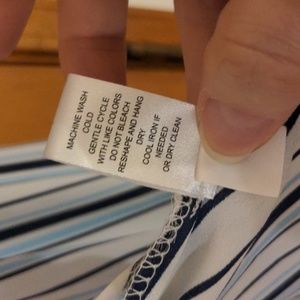 MACHINE WASH
COLD
GENTLE CYCLE
WITH LIKE COLORS
DO NOT BLEACH
RESHAPE AND HANG
DRY
COOL IRON IF
NEEDED
OR DRY CLEAN